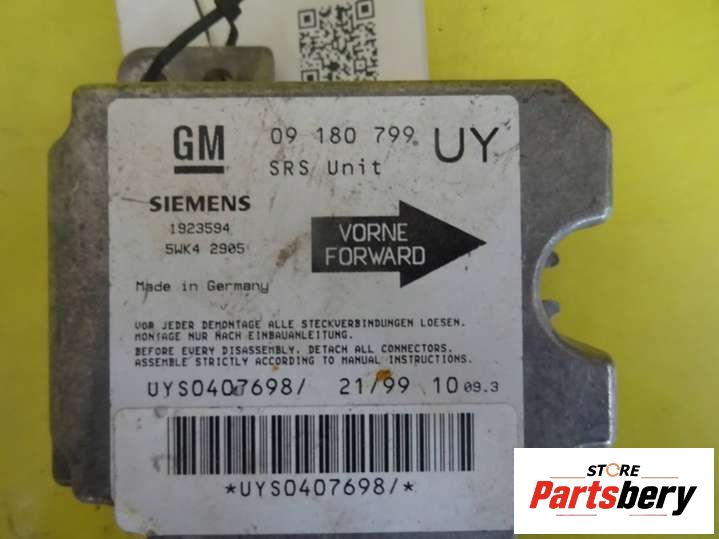 GM 09 180 799 UY
SRS Unit
SIEMENS
1923594
5WK4 2905
VORNE
FORWARD
Made in Germany
VOR JEDER DEMONTAGE ALLE STECKVERBINDUNGEN LOESEN.
MONTAGE NUR NACH EINBAUANLEITUNG.
BEFORE EVERY DISASSEMBLY, DETACH ALL CONNECTORS.
ASSEMBLE STRICTLY ACCORDING TO MANUAL INSTRUCTIONS.
UYS0407698/ 21/99 10 09.3
*UYS0407698/*
STORE
Partsbery